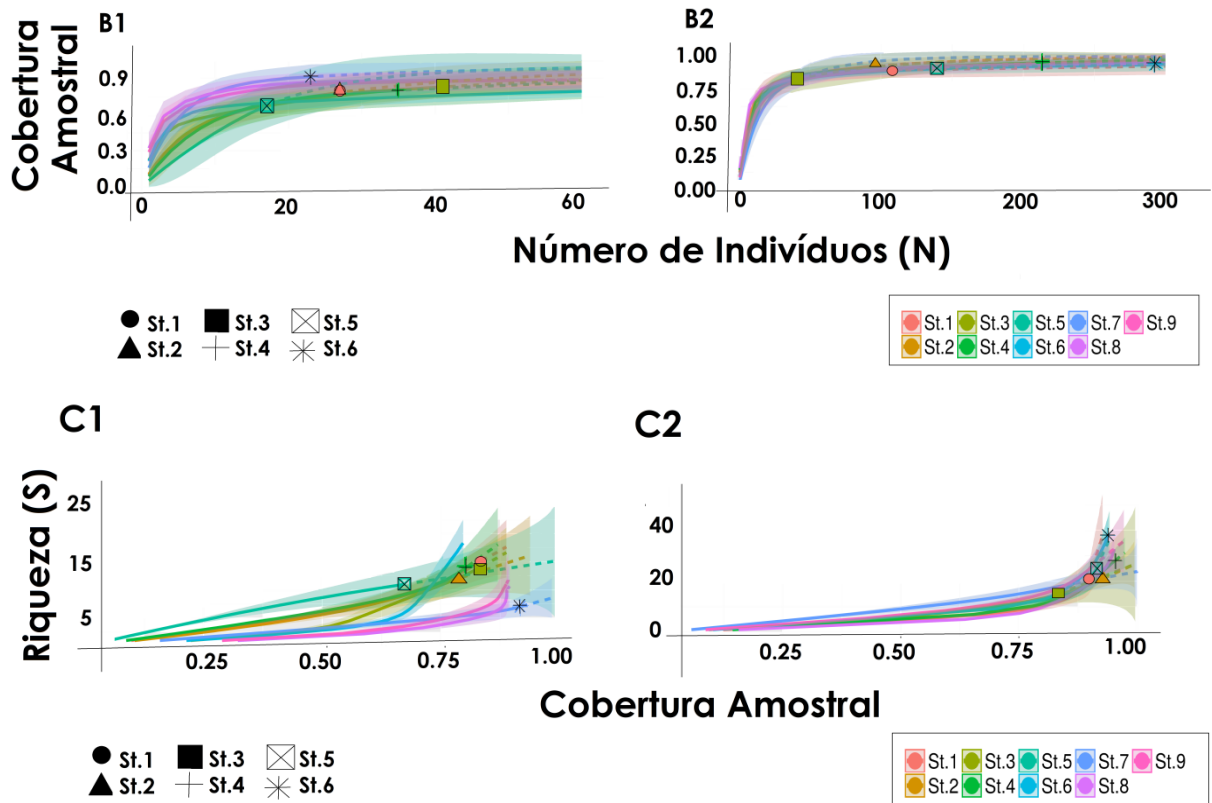 B1
B2
Cobertura
Amostral
0.9
0.6
0.3
0.0
0 20 40 60
1.00
0.75
0.50
0.25
0.00
0 100 200 300
Número de Indivíduos (N)
St.1 St.3 St.5
St.2 St.4 St.6
St.1 St.3 St.5 St.7 St.9
St.2 St.4 St.6 St.8
C1
C2
Riqueza (S)
25
15
5
0.25 0.50 0.75 1.00
40
20
0
0.25 0.50 0.75 1.00
Cobertura Amostral
St.1 St.3 St.5
St.2 St.4 St.6
St.1 St.3 St.5 St.7 St.9
St.2 St.4 St.6 St.8